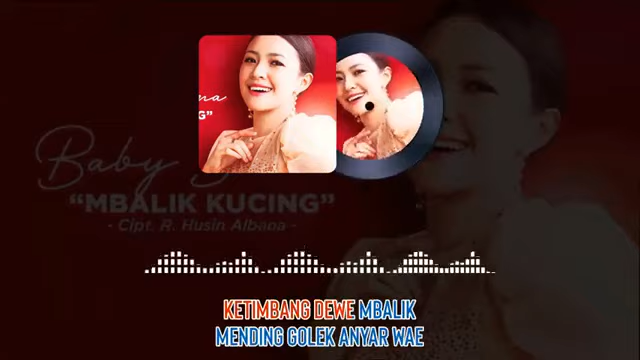 Baby
"MBALIK KUCING"
- Cipt. R. Husin Albana -
KETIMBANG DEWE MBALIK
MENDING GOLEK ANYAR WAE